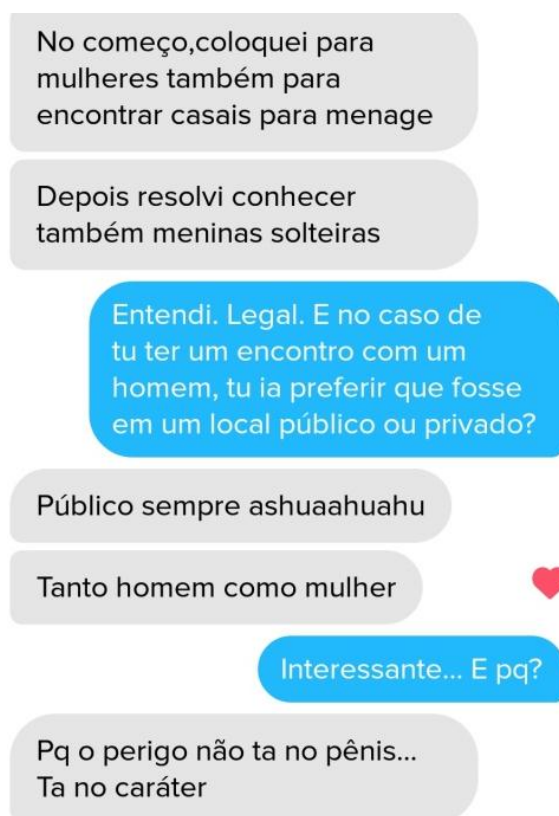 No começo,coloquei para
mulheres também para
encontrar casais para menage
Depois resolvi conhecer
também meninas solteiras
Entendi. Legal. E no caso de
tu ter um encontro com um
homem, tu ia preferir que fosse
em um local público ou privado?
Público sempre ashuaahuahu
Tanto homem como mulher
Interessante... E pq?
Pq o perigo não ta no pênis...
Ta no caráter